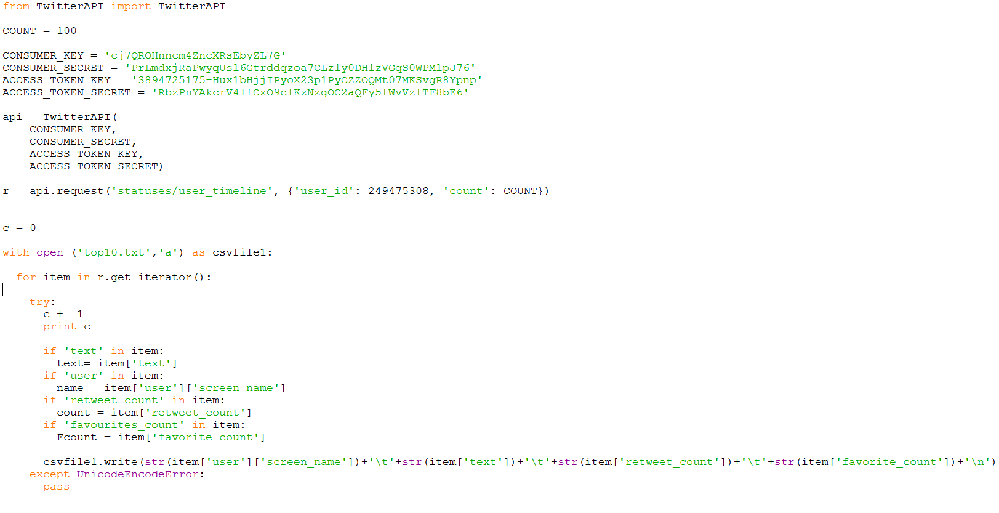 from TwitterAPI import TwitterAPI
COUNT = 100
CONSUMER_KEY = 'cj7QROHnncm4ZncXRsEbyZL7G'
CONSUMER_SECRET = 'PrLmdxjRaPwyqUsl6Gtrddqzoa7CLz1y0DH1zVGqS0WPMlpJ76'
ACCESS_TOKEN_KEY = '3894725175-Hux1bHjjIPyoX23p1PyCZZOQMt07MKSvgR8Ypnp'
ACCESS_TOKEN_SECRET = 'RbzPnYAkcrV4lfCxO9clKzNzgOC2aQFy5fWvVzfTF8bE6'
api = TwitterAPI(
    CONSUMER_KEY,
    CONSUMER_SECRET,
    ACCESS_TOKEN_KEY,
    ACCESS_TOKEN_SECRET)
r = api.request('statuses/user_timeline', {'user_id': 249475308, 'count': COUNT})
c = 0
with open ('top10.txt','a') as csvfile1:
  for item in r.get_iterator():
    try:
      c += 1
      print c
      if 'text' in item:
        text= item['text']
      if 'user' in item:
        name = item['user']['screen_name']
      if 'retweet_count' in item:
        count = item['retweet_count']
      if 'favourites_count' in item:
        Fcount = item['favorite_count']
      csvfile1.write(str(item['user']['screen_name'])+'\t'+str(item['text'])+'\t'+str(item['retweet_count'])+'\t'+str(item['favorite_count'])+'\n')
    except UnicodeEncodeError:
      pass